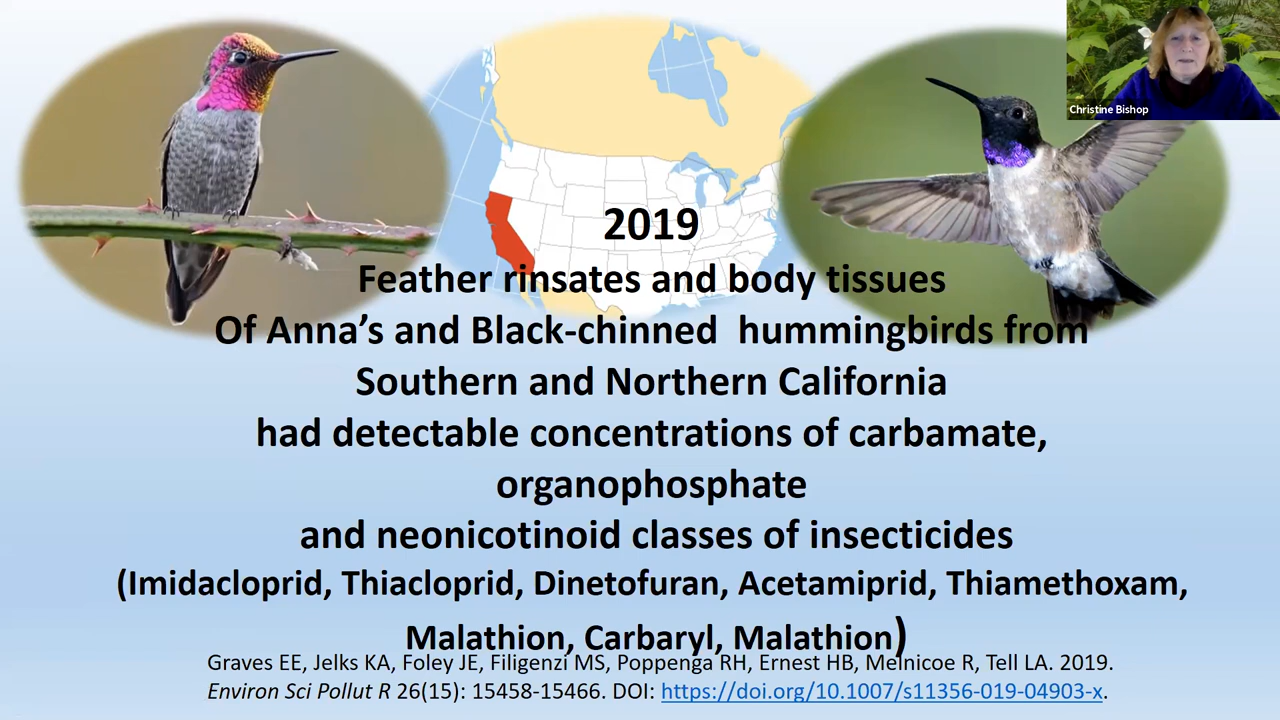 Christine Bishop
2019
Feather rinsates and body tissues
Of Anna’s and Black-chinned hummingbirds from
Southern and Northern California
had detectable concentrations of carbamate,
organophosphate
and neonicotinoid classes of insecticides
(Imidacloprid, Thiacloprid, Dinetofuran, Acetamiprid, Thiamethoxam,
Malathion, Carbaryl, Malathion)
Graves EE, Jelks KA, Foley JE, Filigenzi MS, Poppenga RH, Ernest HB, Melnicoe R, Tell LA. 2019.
Environ Sci Pollut R 26(15): 15458-15466. DOI: https://doi.org/10.1007/s11356-019-04903-x.